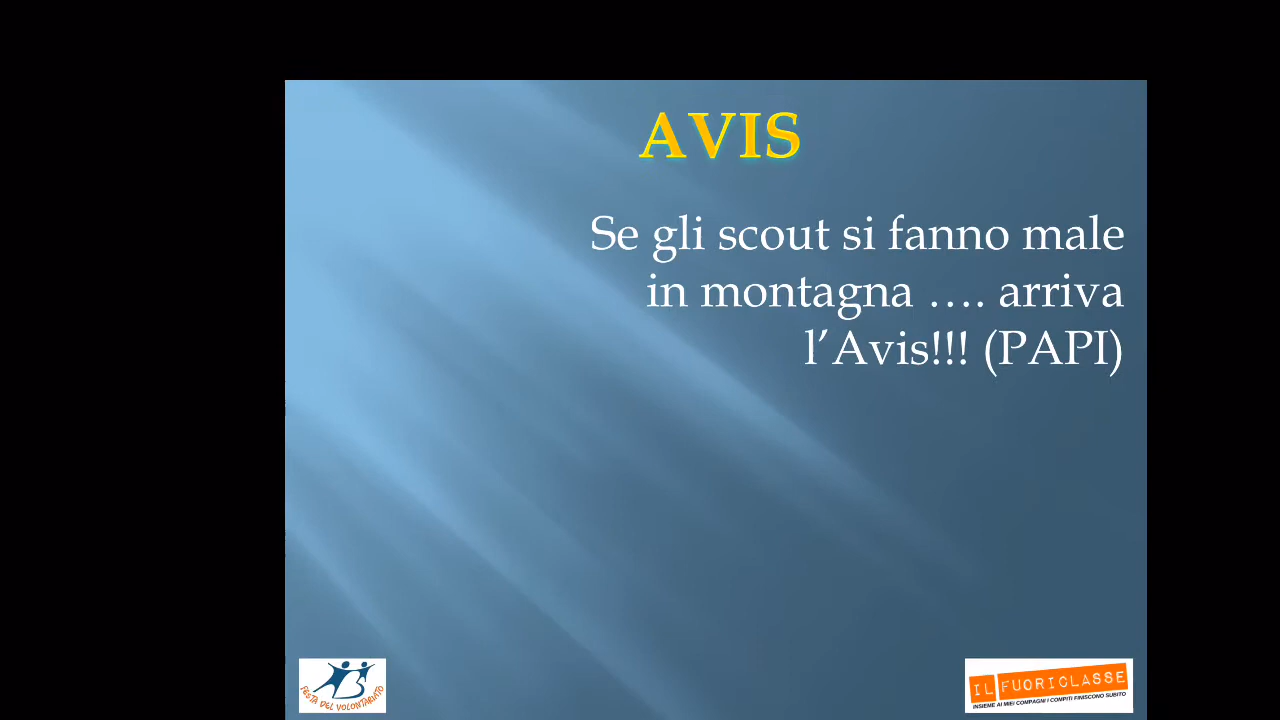 AVIS
Se gli scout si fanno male
in montagna …. arriva
l’Avis!!! (PAPI)
FESTA DEL VOLONTARIATO
IL FUORICLASSE
INSIEME AI MIEI COMPAGNI I COMPITI FINISCONO SUBITO